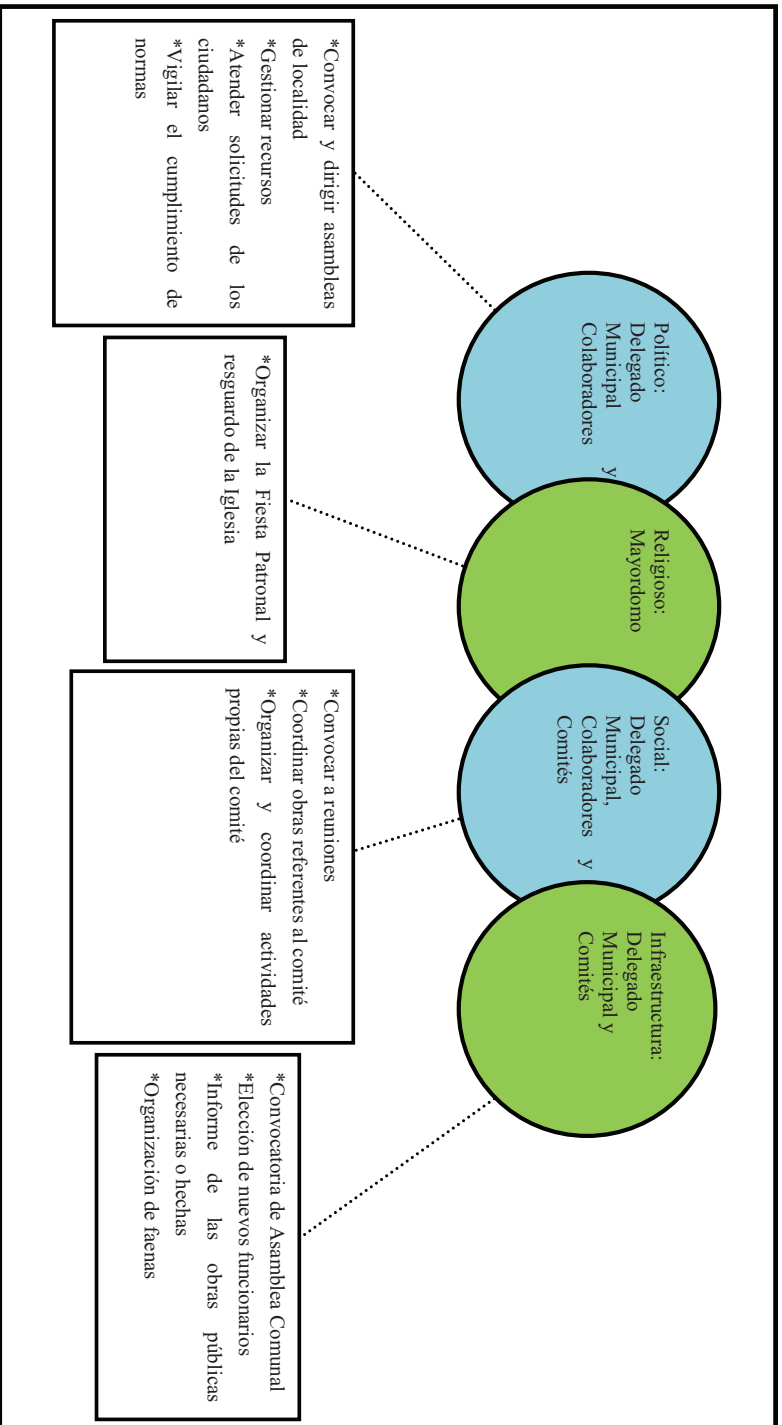 Político:
Delegado
Municipal y
Colaboradores
Religioso:
Mayordomo
Social:
Delegado
Municipal,
Colaboradores y
Comités
Infraestructura:
Delegado
Municipal y
Comités
*Convocar y dirigir asambleas
de localidad
*Gestionar recursos
*Atender solicitudes de los
ciudadanos
*Vigilar el cumplimiento de
normas
*Organizar la Fiesta Patronal y
resguardo de la Iglesia
*Convocar a reuniones
*Coordinar obras referentes al comité
*Organizar y coordinar actividades
propias del comité
*Convocatoria de Asamblea Comunal
*Elección de nuevos funcionarios
*Informe de las obras públicas
necesarias o hechas
*Organización de faenas